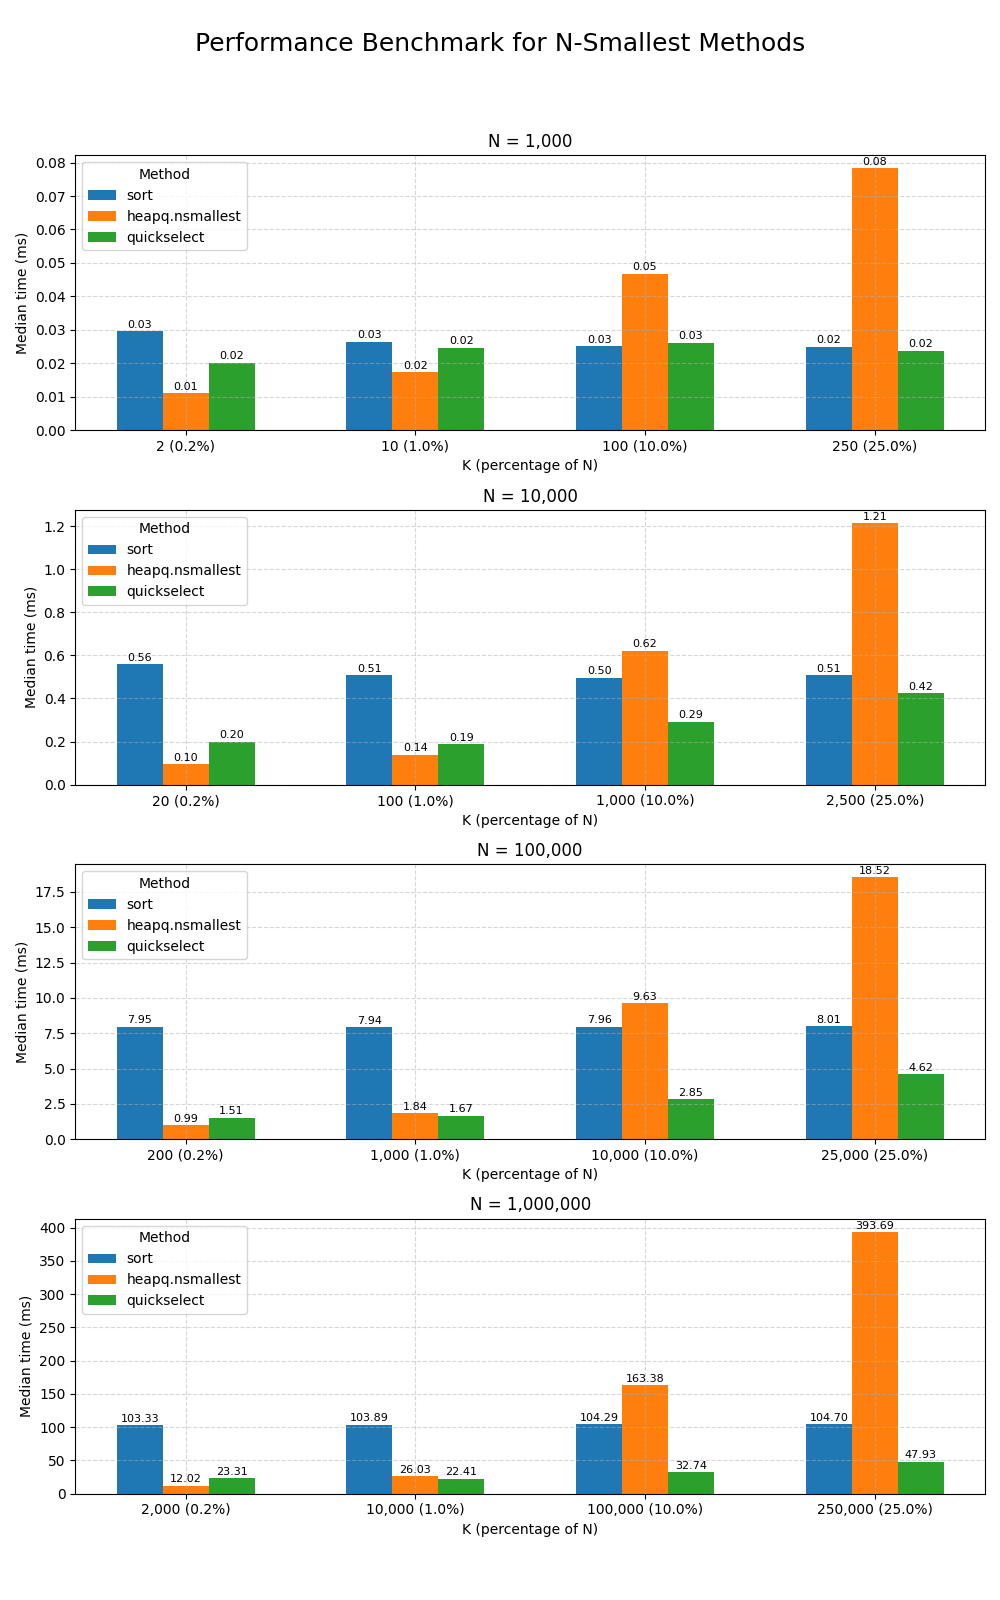 Performance Benchmark for N-Smallest Methods
N = 1,000
Median time (ms)
0.08
0.07
0.06
0.05
0.04
0.03
0.02
0.01
0.00
Method
sort
heapq.nsmallest
quickselect
0.03 0.01 0.02
0.03 0.02 0.02
0.03 0.05 0.03
0.02 0.08 0.02
2 (0.2%) 10 (1.0%) 100 (10.0%) 250 (25.0%)
K (percentage of N)
N = 10,000
Median time (ms)
1.2
1.0
0.8
0.6
0.4
0.2
0.0
Method
sort
heapq.nsmallest
quickselect
0.56 0.10 0.20
0.51 0.14 0.19
0.50 0.62 0.29
0.51 1.21 0.42
20 (0.2%) 100 (1.0%) 1,000 (10.0%) 2,500 (25.0%)
K (percentage of N)
N = 100,000
Median time (ms)
17.5
15.0
12.5
10.0
7.5
5.0
2.5
0.0
Method
sort
heapq.nsmallest
quickselect
7.95 0.99 1.51
7.94 1.84 1.67
7.96 9.63 2.85
8.01 18.52 4.62
200 (0.2%) 1,000 (1.0%) 10,000 (10.0%) 25,000 (25.0%)
K (percentage of N)
N = 1,000,000
Median time (ms)
400
350
300
250
200
150
100
50
0
Method
sort
heapq.nsmallest
quickselect
103.33 12.02 23.31
103.89 26.03 22.41
104.29 163.38 32.74
104.70 393.69 47.93
2,000 (0.2%) 10,000 (1.0%) 100,000 (10.0%) 250,000 (25.0%)
K (percentage of N)